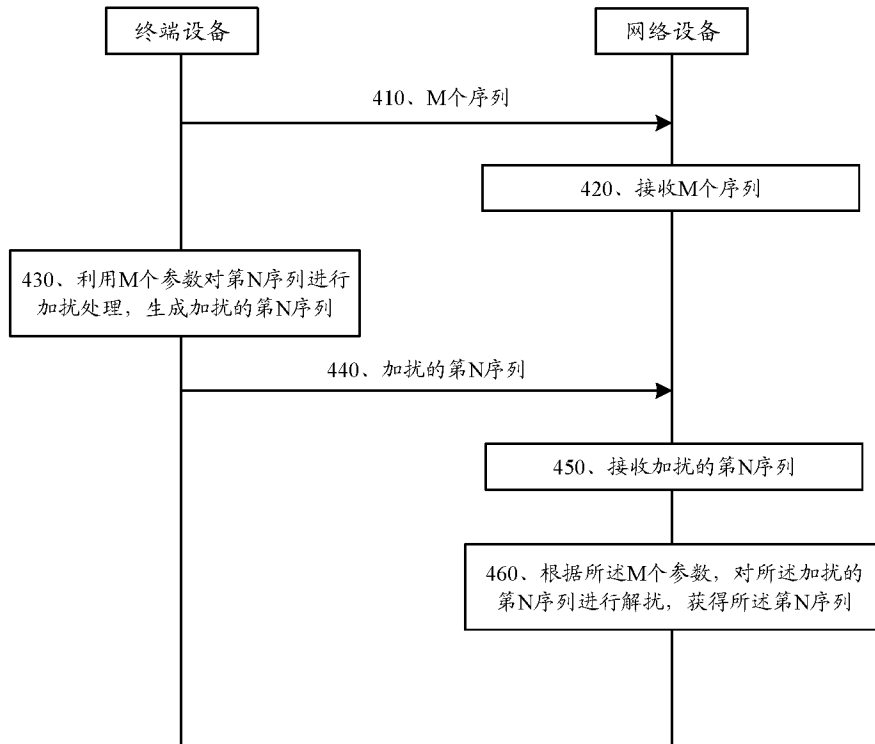 终端设备
网络设备
410、M个序列
420、接收M个序列
430、利用M个参数对第N序列进行
加扰处理，生成加扰的第N序列
440、加扰的第N序列
450、接收加扰的第N序列
460、根据所述M个参数，对所述加扰的
第N序列进行解扰，获得所述第N序列